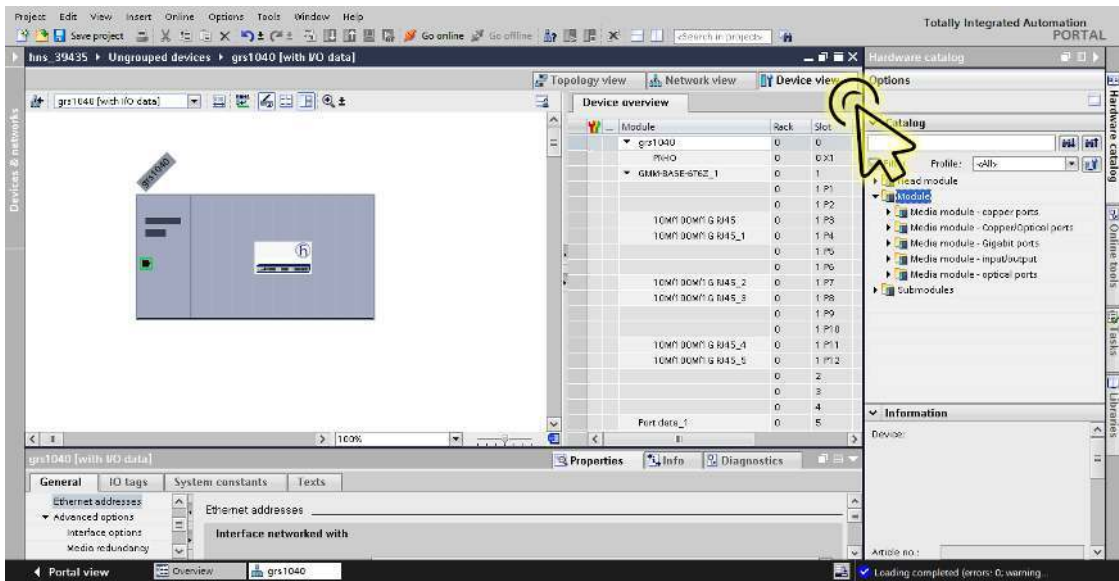 Project Edit View Insert Online Options Tools Window Help
Totally Integrated Automation
PORTAL
Save project
Go online
Go offline
<Search in project>
hns_39435 ▸ Ungrouped devices ▸ grs1040 [with I/O data]
Hardware catalog
Topology view
Network view
Device view
Options
grs1040 [with I/O data]
Device overview
Module Rack Slot
grs1040 0 0
PN-IO 0 0 X1
GMM-BASE-6T6Z_1 0 1
0 1 P1
0 1 P2
10M/100M/1G RJ45 0 1 P3
10M/100M/1G RJ45_1 0 1 P4
0 1 P5
0 1 P6
10M/100M/1G RJ45_2 0 1 P7
10M/100M/1G RJ45_3 0 1 P8
0 1 P9
0 1 P10
10M/100M/1G RJ45_4 0 1 P11
10M/100M/1G RJ45_5 0 1 P12
0 2
0 3
0 4
Port data_1 0 5
grs1040
Catalog
Profile: <All>
Head module
Module
Media module - copper ports
Media module - Copper/Optical ports
Media module - Gigabit ports
Media module - input/output
Media module - optical ports
Submodules
Information
Device:
Article no.:
Devices & networks
Hardware catalog
Online tools
Tasks
Libraries
100%
grs1040 [with I/O data]
Properties
Info
Diagnostics
General
IO tags
System constants
Texts
Ethernet addresses
Advanced options
Interface options
Media redundancy
Ethernet addresses
Interface networked with
Portal view
Overview
grs1040
Loading completed (errors: 0; warning...